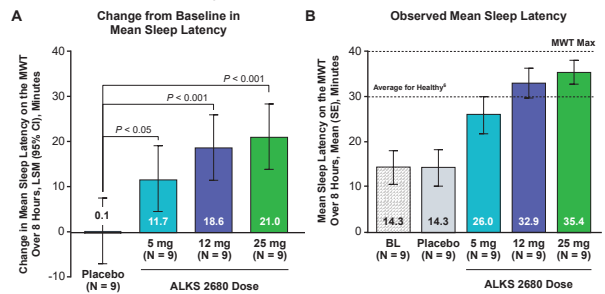 A
Change from Baseline in
Mean Sleep Latency
Change in Mean Sleep Latency on the MWT
Over 8 Hours, LSM (95% CI), Minutes
40
30
20
10
0
-10
P < 0.001
P < 0.001
P < 0.05
0.1
11.7
18.6
21.0
Placebo
(N = 9)
5 mg
(N = 9)
12 mg
(N = 9)
25 mg
(N = 9)
ALKS 2680 Dose
B
Observed Mean Sleep Latency
Mean Sleep Latency on the MWT
Over 8 Hours, Mean (SE), Minutes
40
30
20
10
0
MWT Max
Average for Healthy⁶
14.3
14.3
26.0
32.9
35.4
BL
(N = 9)
Placebo
(N = 9)
5 mg
(N = 9)
12 mg
(N = 9)
25 mg
(N = 9)
ALKS 2680 Dose